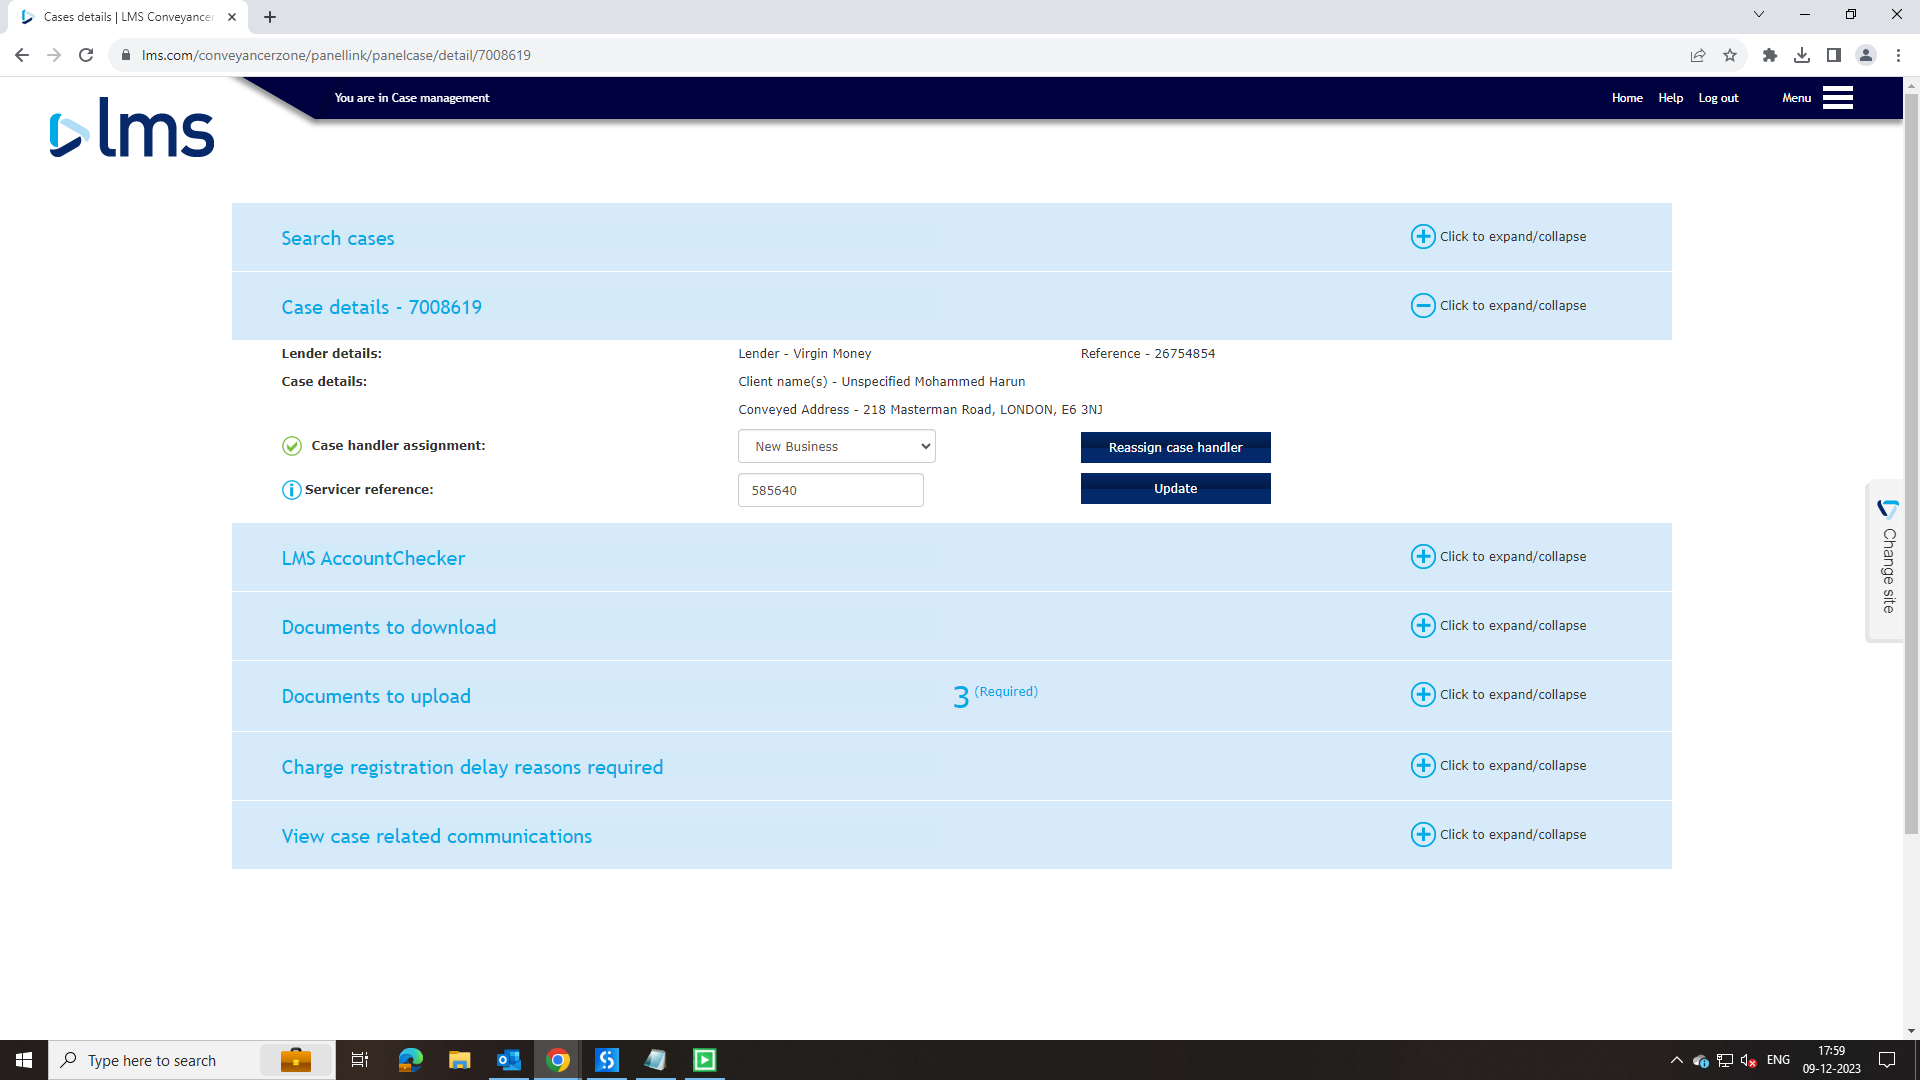 Cases details | LMS Conveyancer
lms.com/conveyancerzone/panellink/panelcase/detail/7008619
You are in Case management
Home
Help
Log out
Menu
lms
Search cases
Click to expand/collapse
Case details - 7008619
Click to expand/collapse
Lender details:
Lender - Virgin Money
Reference - 26754854
Case details:
Client name(s) - Unspecified Mohammed Harun
Conveyed Address - 218 Masterman Road, LONDON, E6 3NJ
Case handler assignment:
New Business
Reassign case handler
Servicer reference:
585640
Update
Change site
LMS AccountChecker
Click to expand/collapse
Documents to download
Click to expand/collapse
Documents to upload
3 (Required)
Click to expand/collapse
Charge registration delay reasons required
Click to expand/collapse
View case related communications
Click to expand/collapse
Type here to search
ENG
17:59
09-12-2023